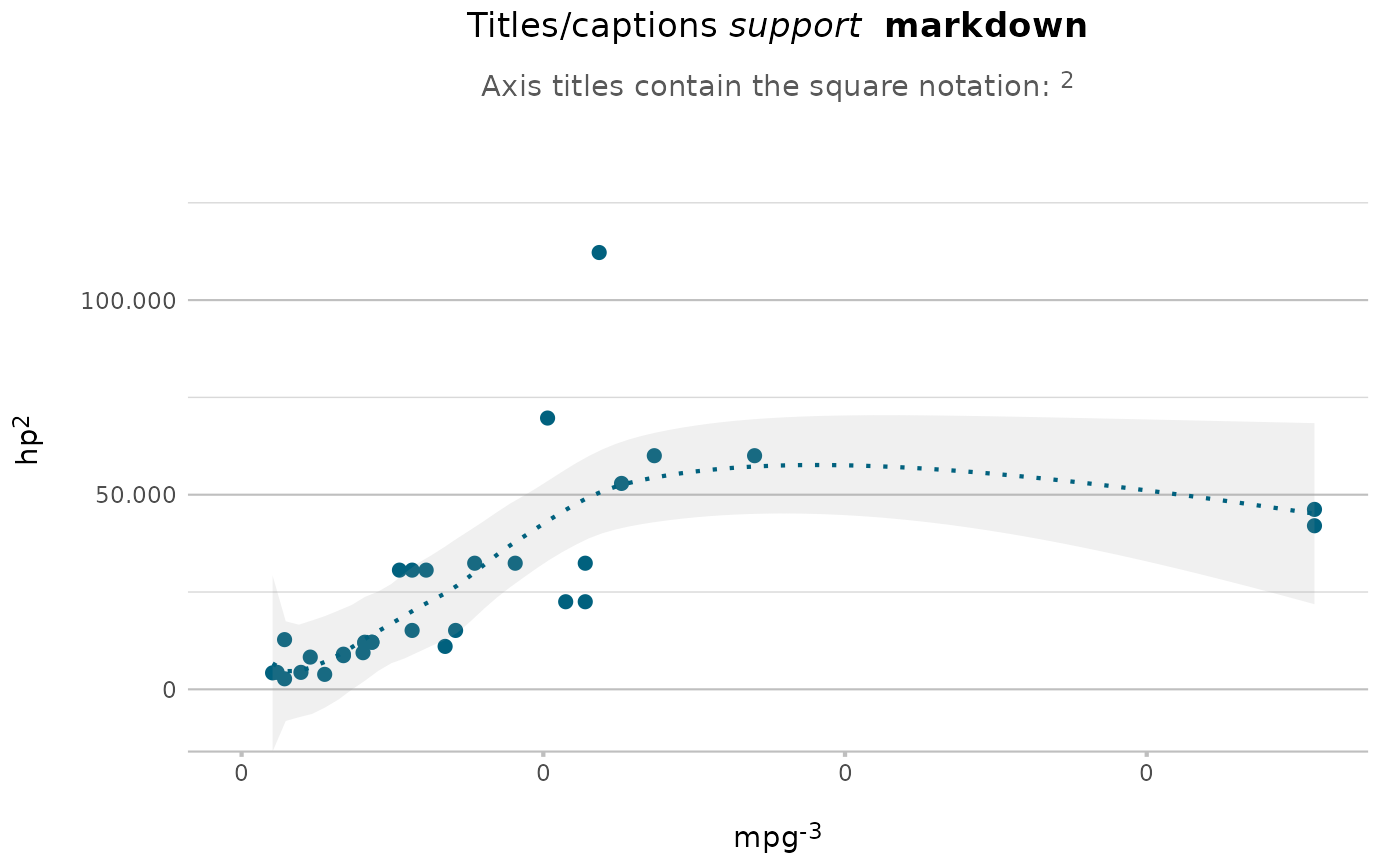 Titles/captions support markdown
Axis titles contain the square notation: ²
100.000
50.000
0
hp²
0 0 0 0
mpg⁻³